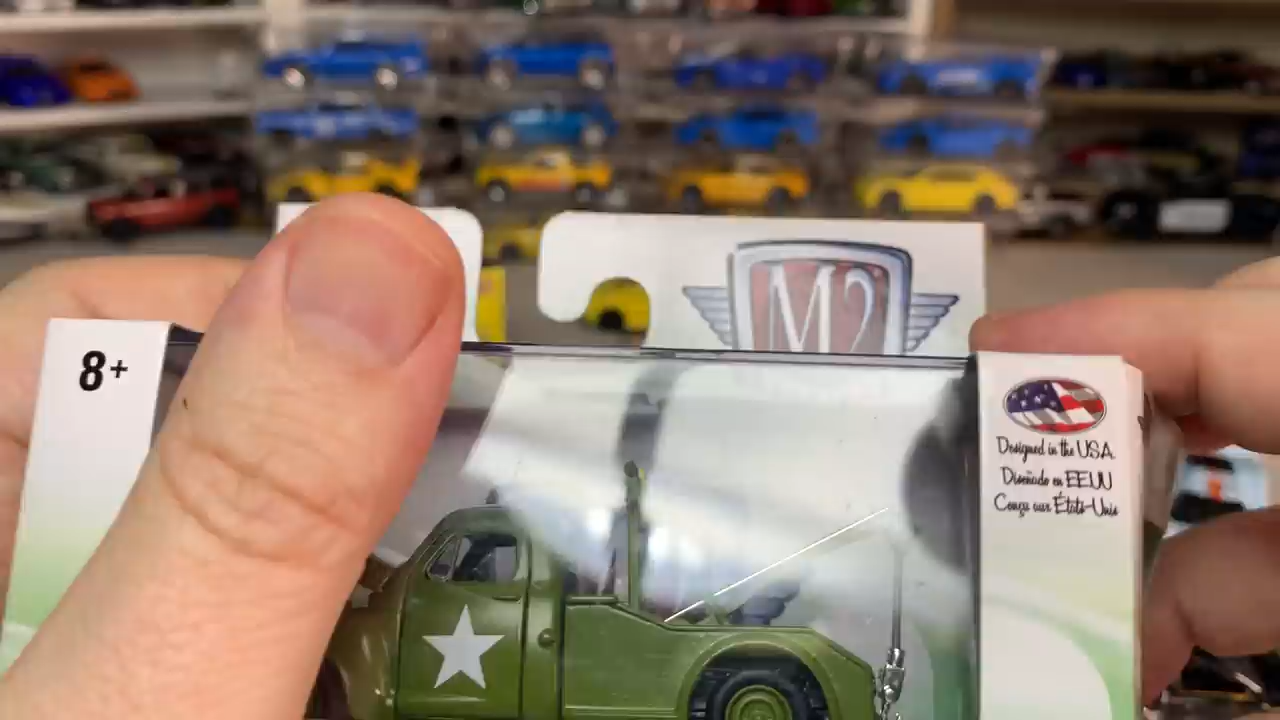 M2
8+
Designed in the USA
Diseñado en EEUU
Conçu aux États-Unis